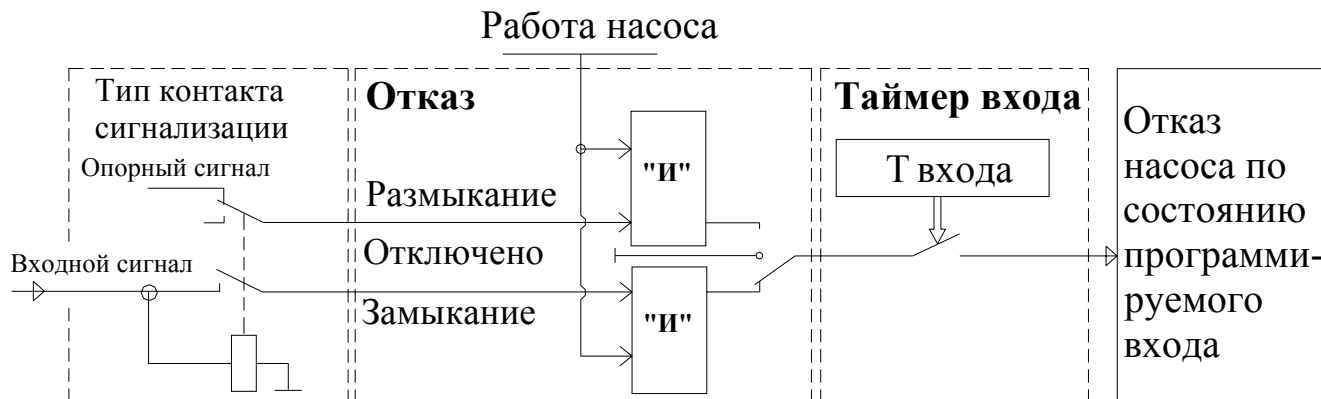 Работа насоса
Тип контакта
сигнализации
Опорный сигнал
Входной сигнал
Отказ
Размыкание
Отключено
Замыкание
"И"
"И"
Таймер входа
Т входа
Отказ
насоса по
состоянию
программи-
руемого
входа